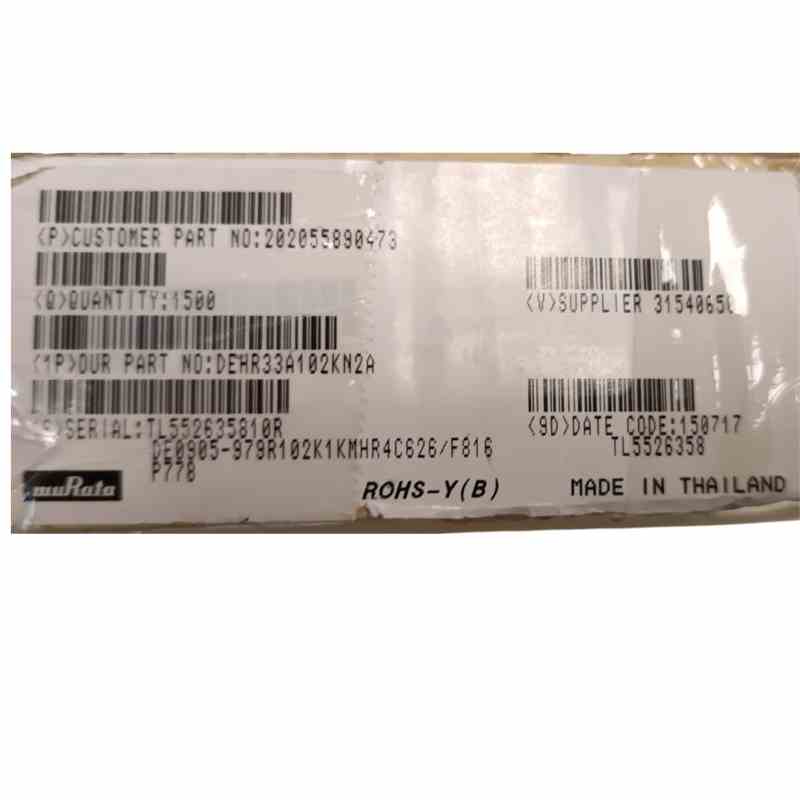 <P>CUSTOMER PART NO:202055890473
<Q>QUANTITY:1500
<V>SUPPLIER 31540650
<1P>OUR PART NO:DEHR33A102KN2A
S>SERIAL:TL552635810R
<9D>DATE CODE:150717
DE0905-979R102K1KMHR4C626/F816
TL5526358
P778
muRata
ROHS-Y(B)
MADE IN THAILAND